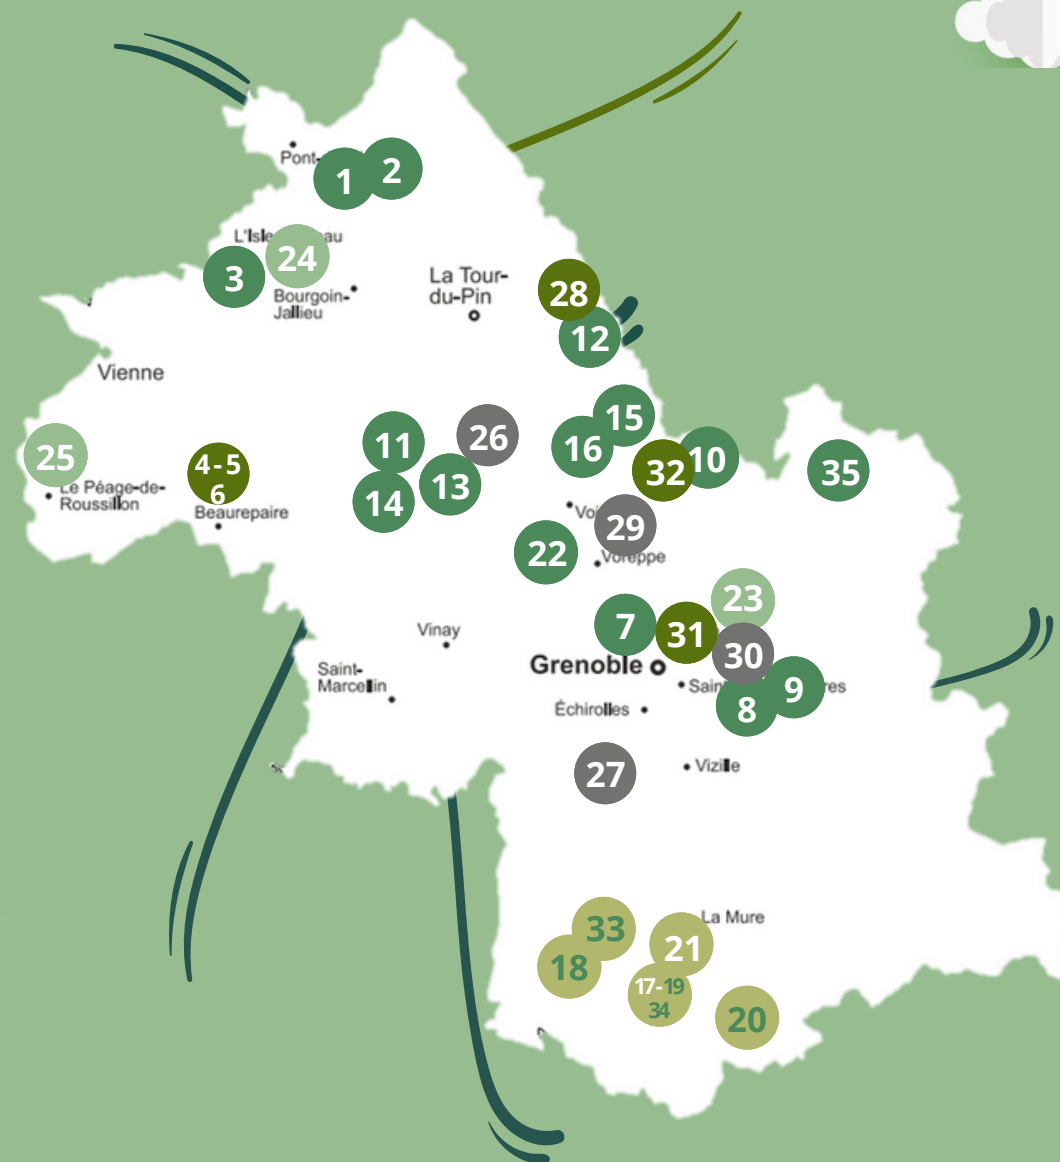 Pont-
1
2
L'Isle
eau
24
3
Bourgoin-
Jallieu
La Tour-
du-Pin
28
12
Vienne
15
11
26
16
32
10
35
25
4-5
6
13
14
Le Péage-de-
Roussillon
Beaurepaire
Voi
29
22
Voreppe
23
7
31
Vinay
30
Grenoble
Saint-
Marcellin
Sain
res
9
8
Échirolles
27
Vizille
La Mure
33
21
18
17-19
34
20